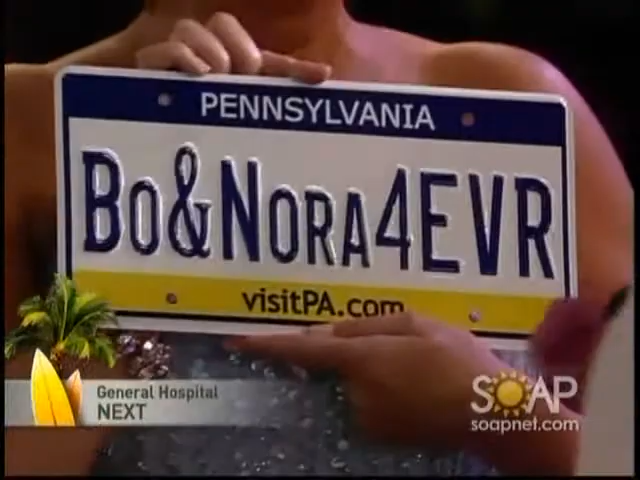 PENNSYLVANIA
Bo&Nora4EVR
visitPA.com
General Hospital
NEXT
SOAP
soapnet.com